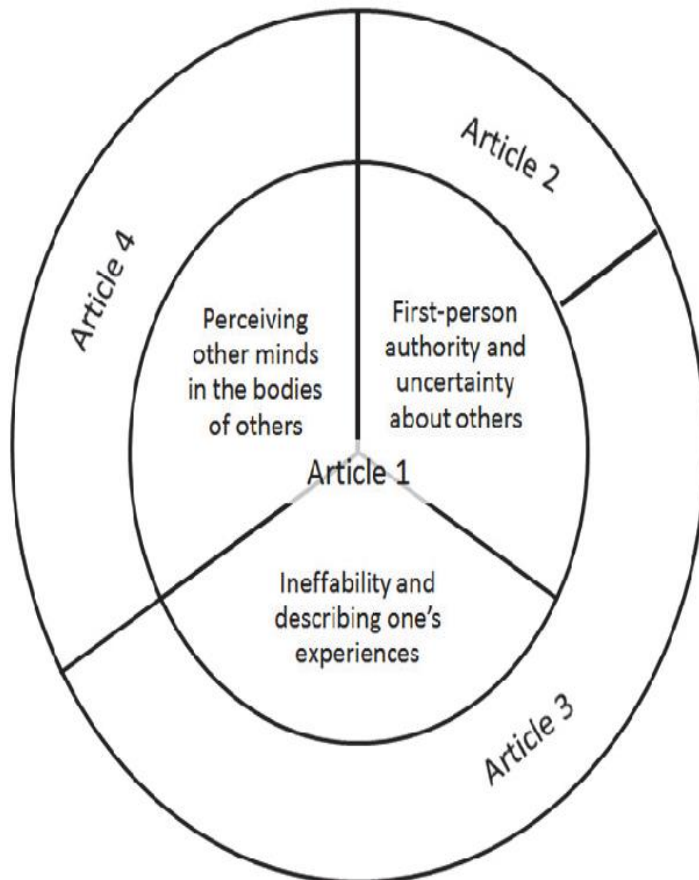 Article 2
Article 4
Perceiving
other minds
in the bodies
of others
First-person
authority and
uncertainty
about others
Article 1
Ineffability and
describing one's
experiences
Article 3